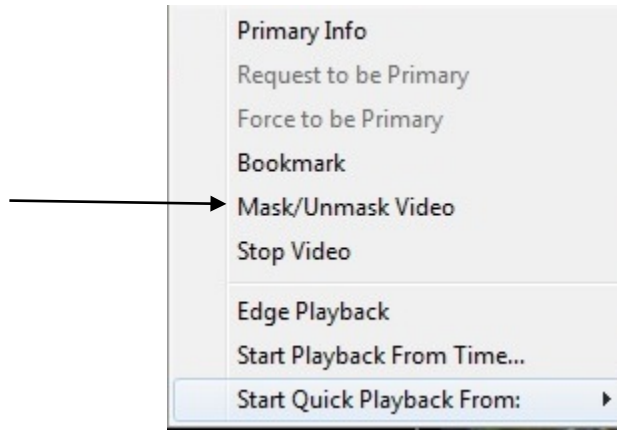 Primary Info
Request to be Primary
Force to be Primary
Bookmark
Mask/Unmask Video
Stop Video
Edge Playback
Start Playback From Time...
Start Quick Playback From: